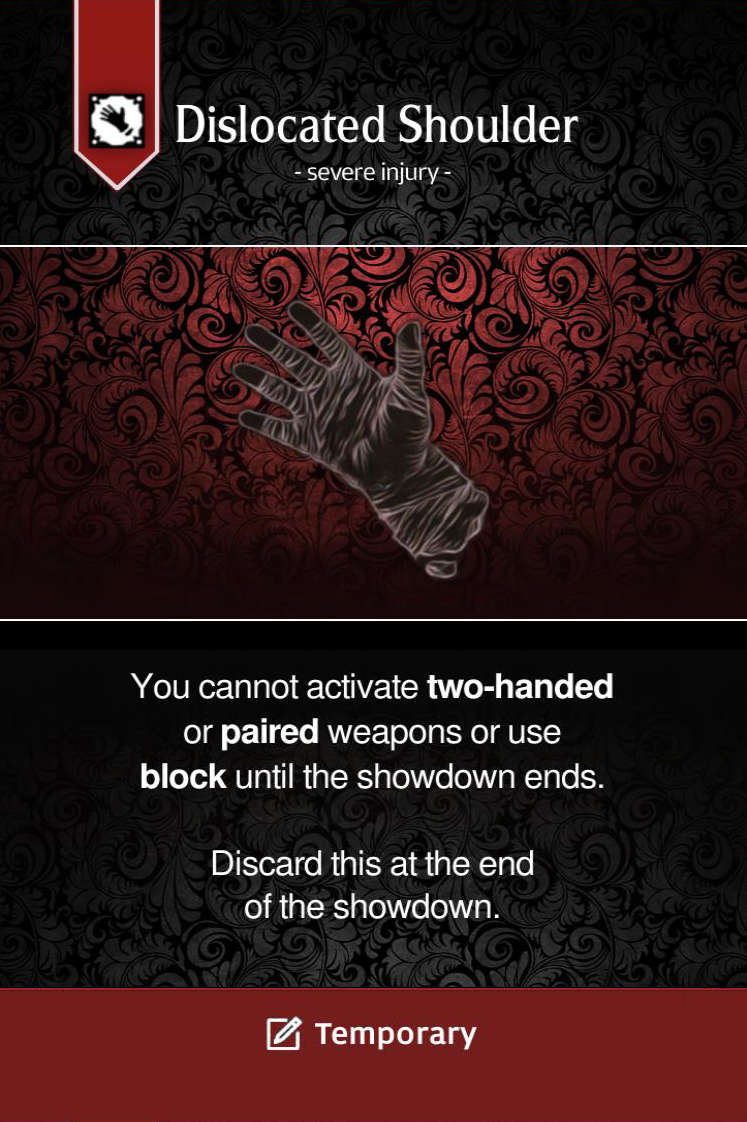 Dislocated Shoulder
- severe injury -
You cannot activate two-handed
or paired weapons or use
block until the showdown ends.
Discard this at the end
of the showdown.
Temporary